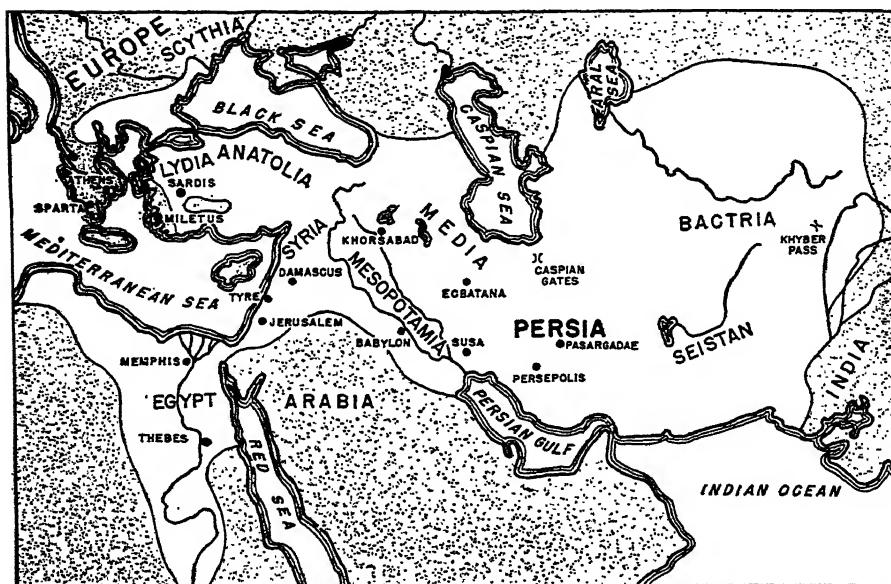 EUROPE
SCYTHIA
BLACK SEA
CASPIAN SEA
ARAL SEA
LYDIA
ANATOLIA
ATHENS
SARDIS
SPARTA
MILETUS
MEDITERRANEAN SEA
SYRIA
KHORSABAD
MEDIA
BACTRIA
KHYBER PASS
CASPIAN GATES
DAMASCUS
MESOPOTAMIA
EGBATANA
TYRE
JERUSALEM
BABYLON
SUSA
PERSIA
PASARGADAE
SEISTAN
INDIA
MEMPHIS
PERSEPOLIS
EGYPT
ARABIA
PERSIAN GULF
THEBES
RED SEA
INDIAN OCEAN